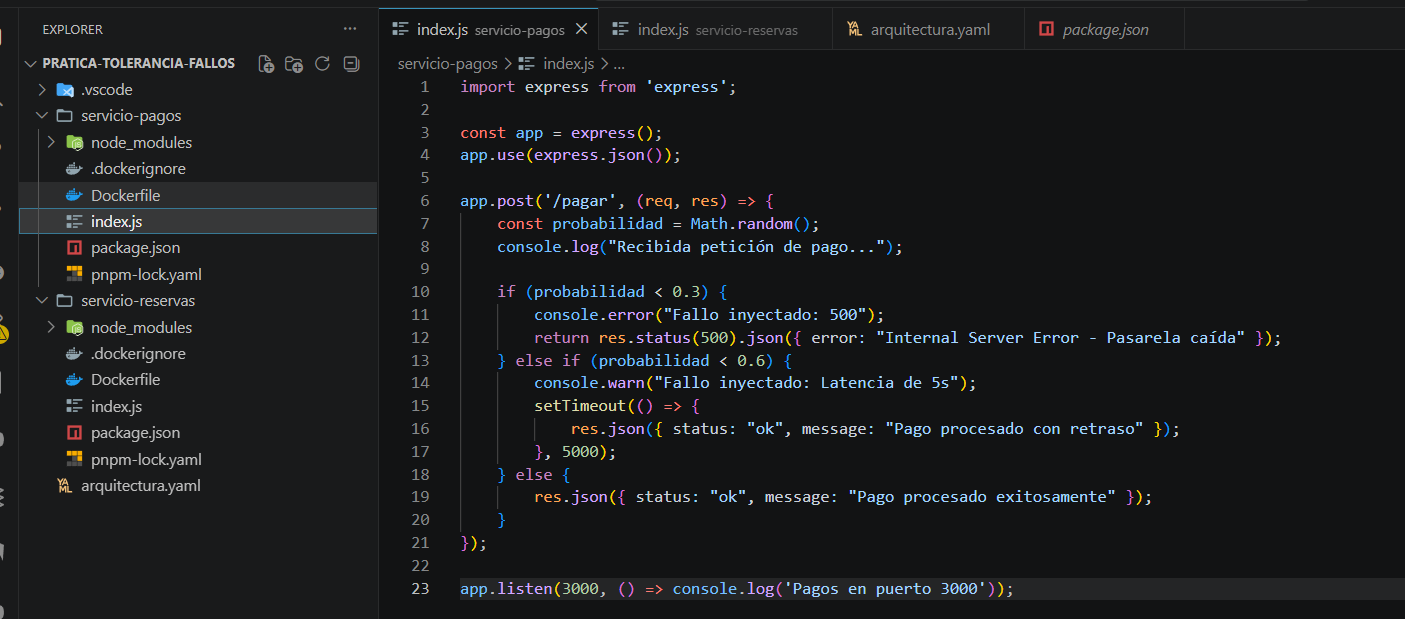 EXPLORER
PRATICA-TOLERANCIA-FALLOS
.vscode
servicio-pagos
node_modules
.dockerignore
Dockerfile
index.js
package.json
pnpm-lock.yaml
servicio-reservas
node_modules
.dockerignore
Dockerfile
index.js
package.json
pnpm-lock.yaml
arquitectura.yaml
index.js servicio-pagos
index.js servicio-reservas
arquitectura.yaml
package.json
servicio-pagos > index.js > ...
1 import express from 'express';
2
3 const app = express();
4 app.use(express.json());
5
6 app.post('/pagar', (req, res) => {
7 const probabilidad = Math.random();
8 console.log("Recibida petición de pago...");
9
10 if (probabilidad < 0.3) {
11 console.error("Fallo inyectado: 500");
12 return res.status(500).json({ error: "Internal Server Error - Pasarela caída" });
13 } else if (probabilidad < 0.6) {
14 console.warn("Fallo inyectado: Latencia de 5s");
15 setTimeout(() => {
16 res.json({ status: "ok", message: "Pago procesado con retraso" });
17 }, 5000);
18 } else {
19 res.json({ status: "ok", message: "Pago procesado exitosamente" });
20 }
21 });
22
23 app.listen(3000, () => console.log('Pagos en puerto 3000'));